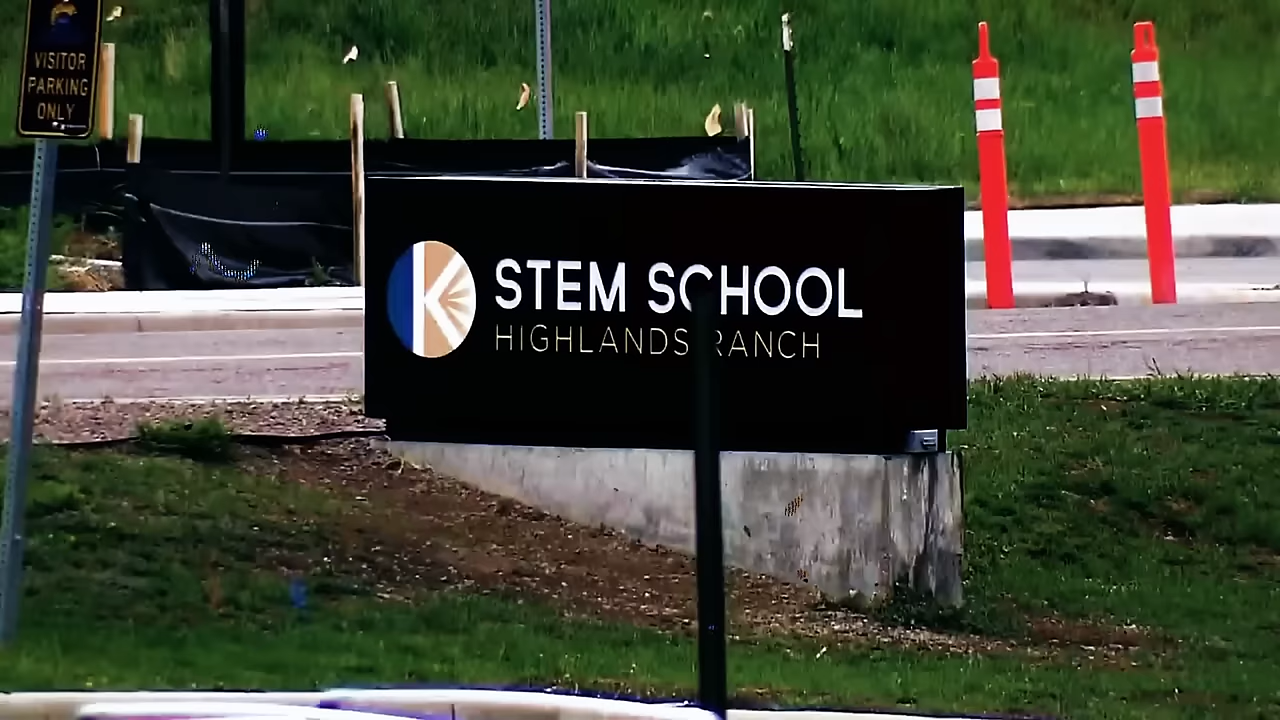 VISITOR
PARKING
ONLY
STEM SCHOOL
HIGHLANDS RANCH